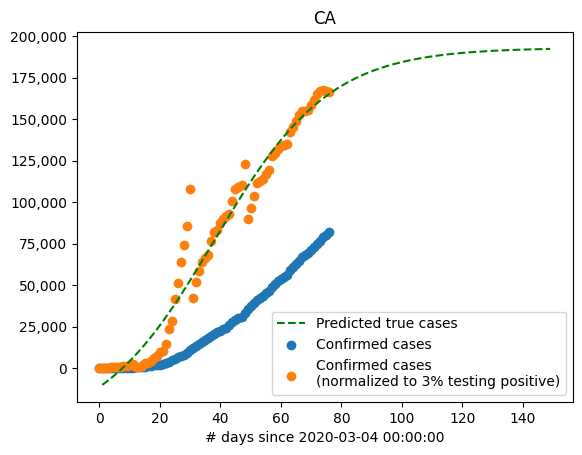 CA
200,000
175,000
150,000
125,000
100,000
75,000
50,000
25,000
0
Predicted true cases
Confirmed cases
Confirmed cases
(normalized to 3% testing positive)
0 20 40 60 80 100 120 140
# days since 2020-03-04 00:00:00